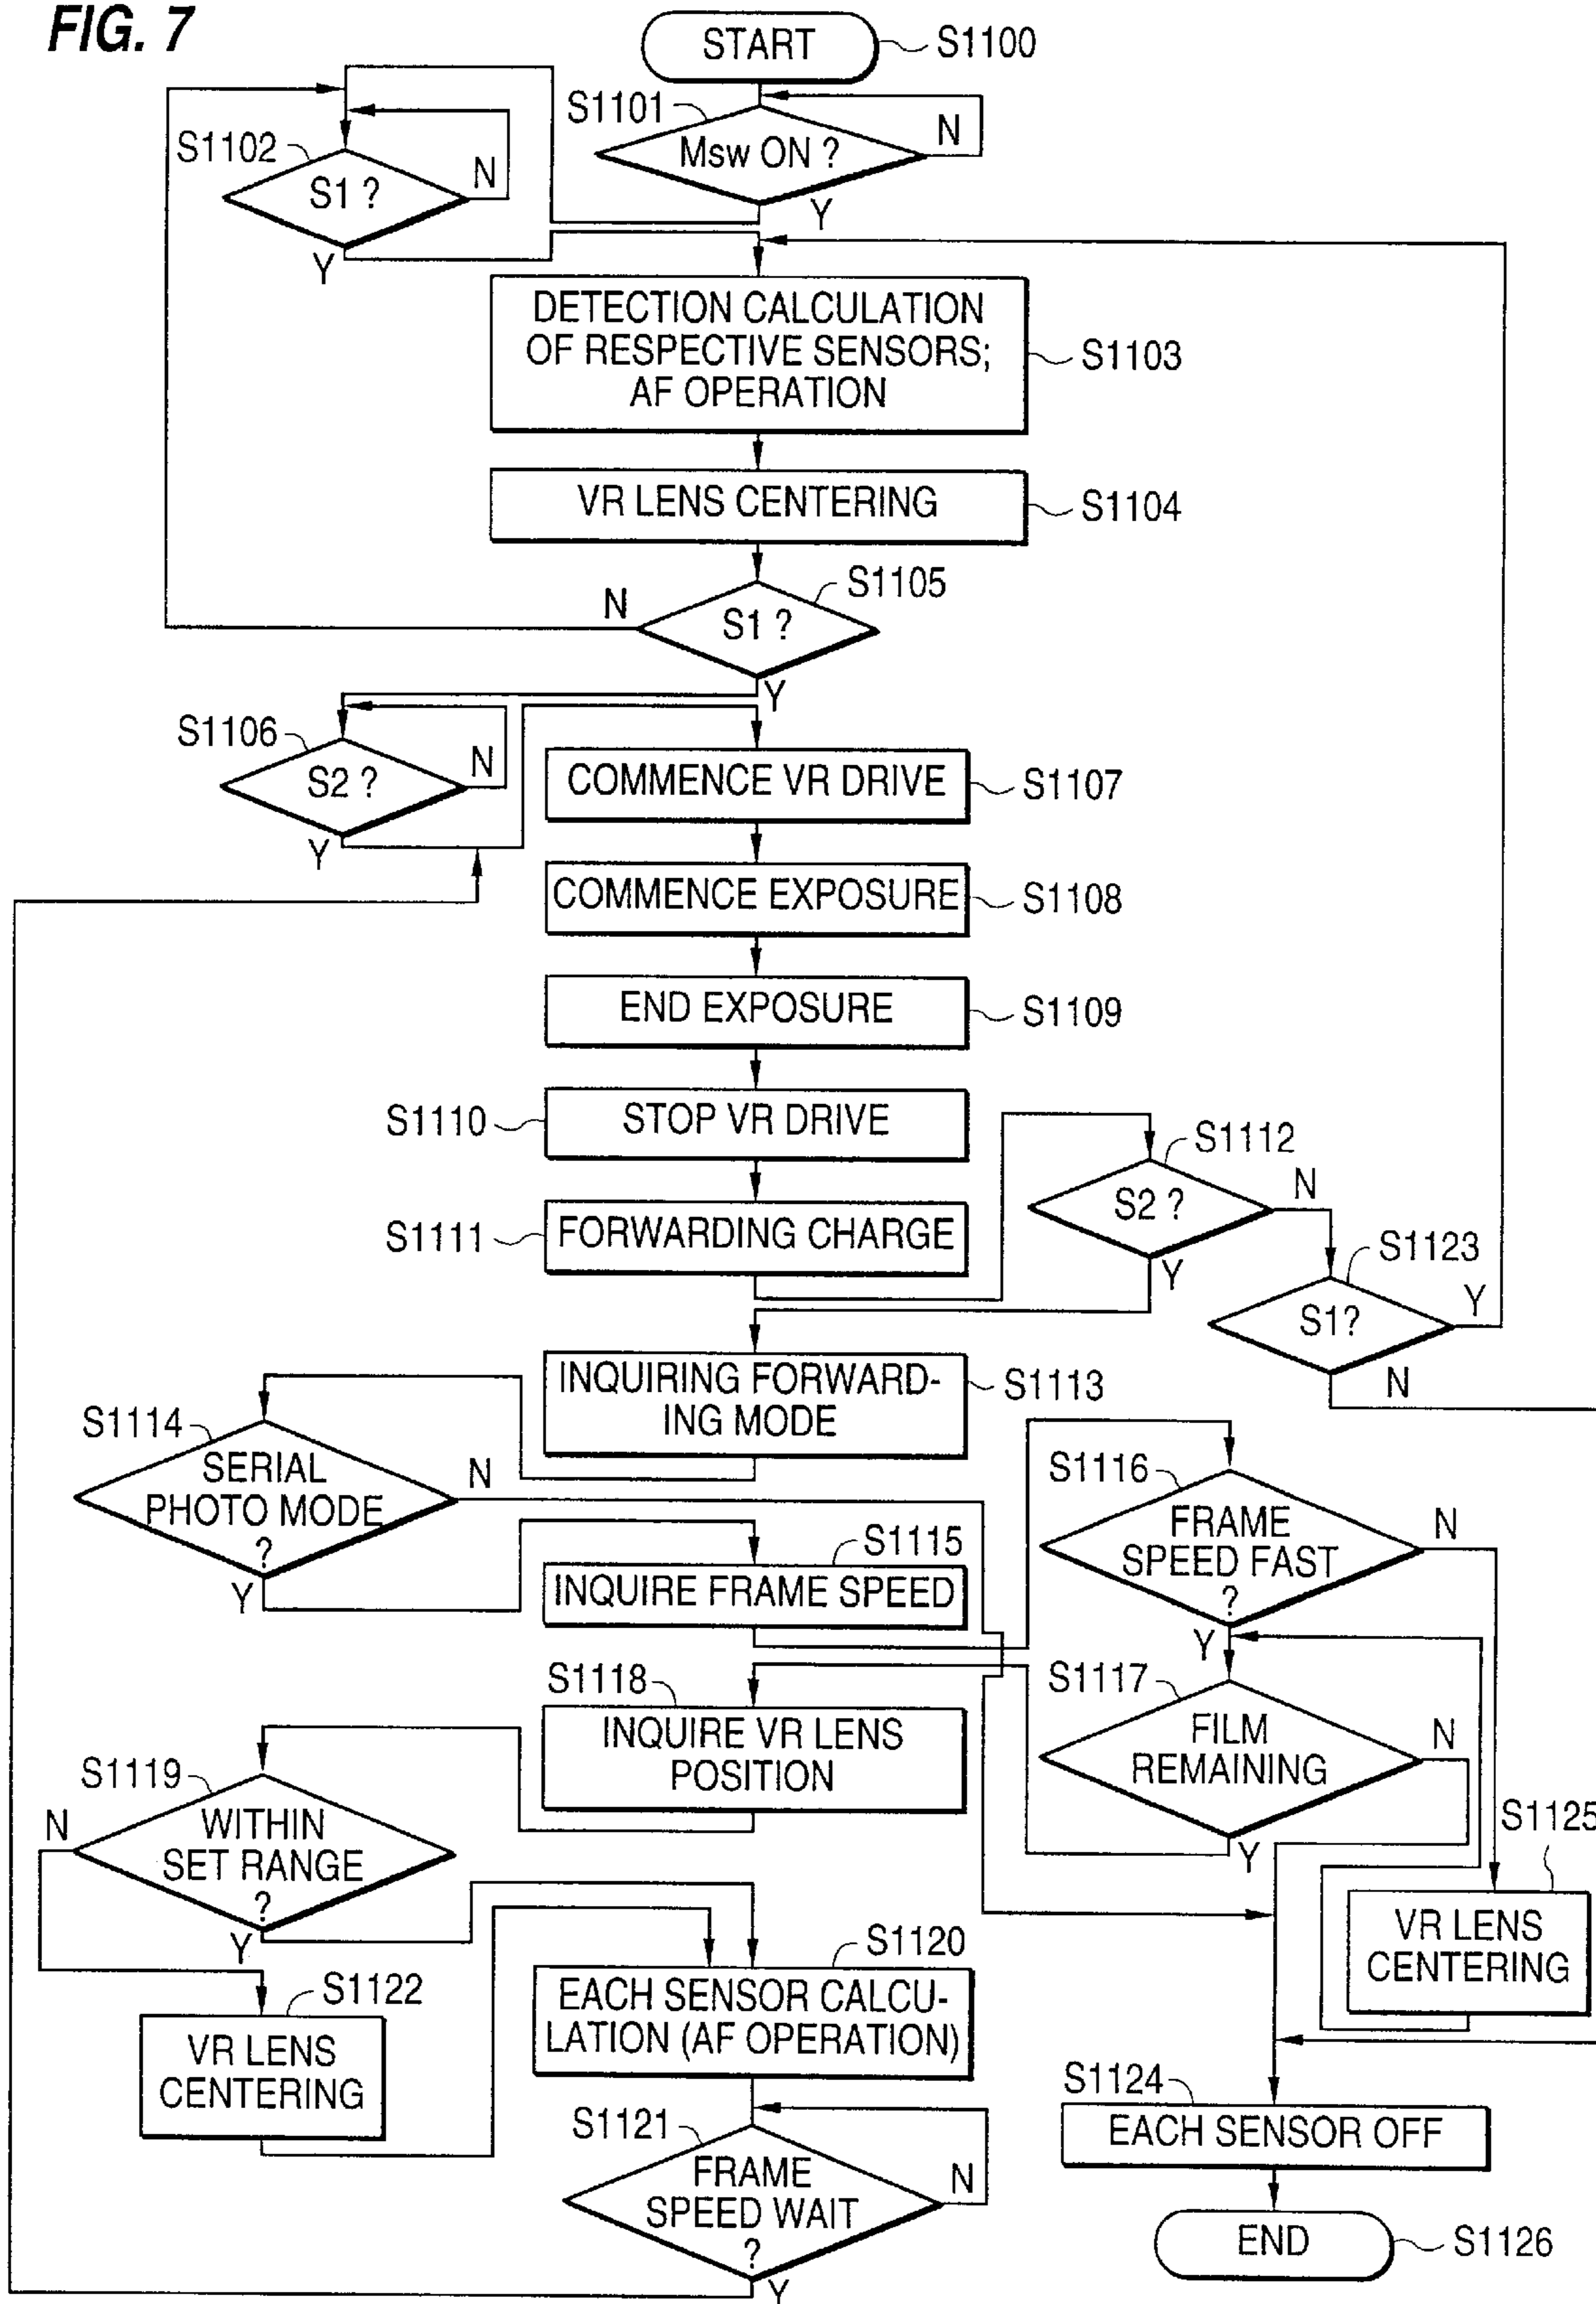 FIG. 7
START
S1100
S1101
Msw ON ?
N
Y
S1102
S1 ?
N
Y
DETECTION CALCULATION
OF RESPECTIVE SENSORS;
AF OPERATION
S1103
VR LENS CENTERING
S1104
S1105
S1 ?
N
Y
S1106
S2 ?
N
Y
COMMENCE VR DRIVE
S1107
COMMENCE EXPOSURE
S1108
END EXPOSURE
S1109
S1110
STOP VR DRIVE
S1111
FORWARDING CHARGE
S1112
S2 ?
N
Y
S1123
S1?
Y
N
INQUIRING FORWARD-
ING MODE
S1113
S1114
SERIAL
PHOTO MODE
?
N
Y
S1115
INQUIRE FRAME SPEED
S1116
FRAME
SPEED FAST
?
N
Y
S1117
FILM
REMAINING
N
Y
S1118
INQUIRE VR LENS
POSITION
S1119
WITHIN
SET RANGE
?
N
Y
S1125
VR LENS
CENTERING
S1120
EACH SENSOR CALCU-
LATION (AF OPERATION)
S1122
VR LENS
CENTERING
S1121
FRAME
SPEED WAIT
?
N
Y
S1124
EACH SENSOR OFF
END
S1126